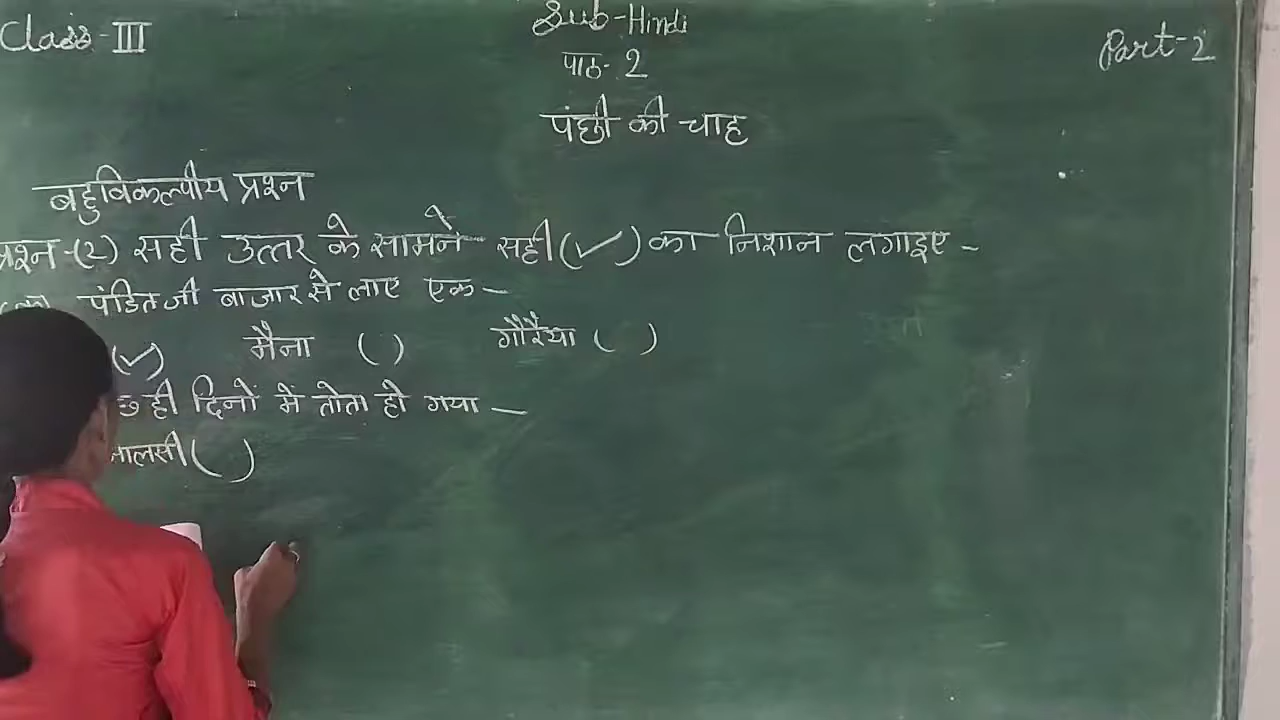 Class-III
Sub-Hindi
Part-2
पाठ-2
पंछी की चाह
बहुविकल्पीय प्रश्न
प्रश्न-(2) सही उत्तर के सामने सही (✓) का निशान लगाइए -
पंडित जी बाजार से लाए एक -
(✓) मैना ( ) गौरैया ( )
ही दिनों में तोता हो गया -
आलसी ( )